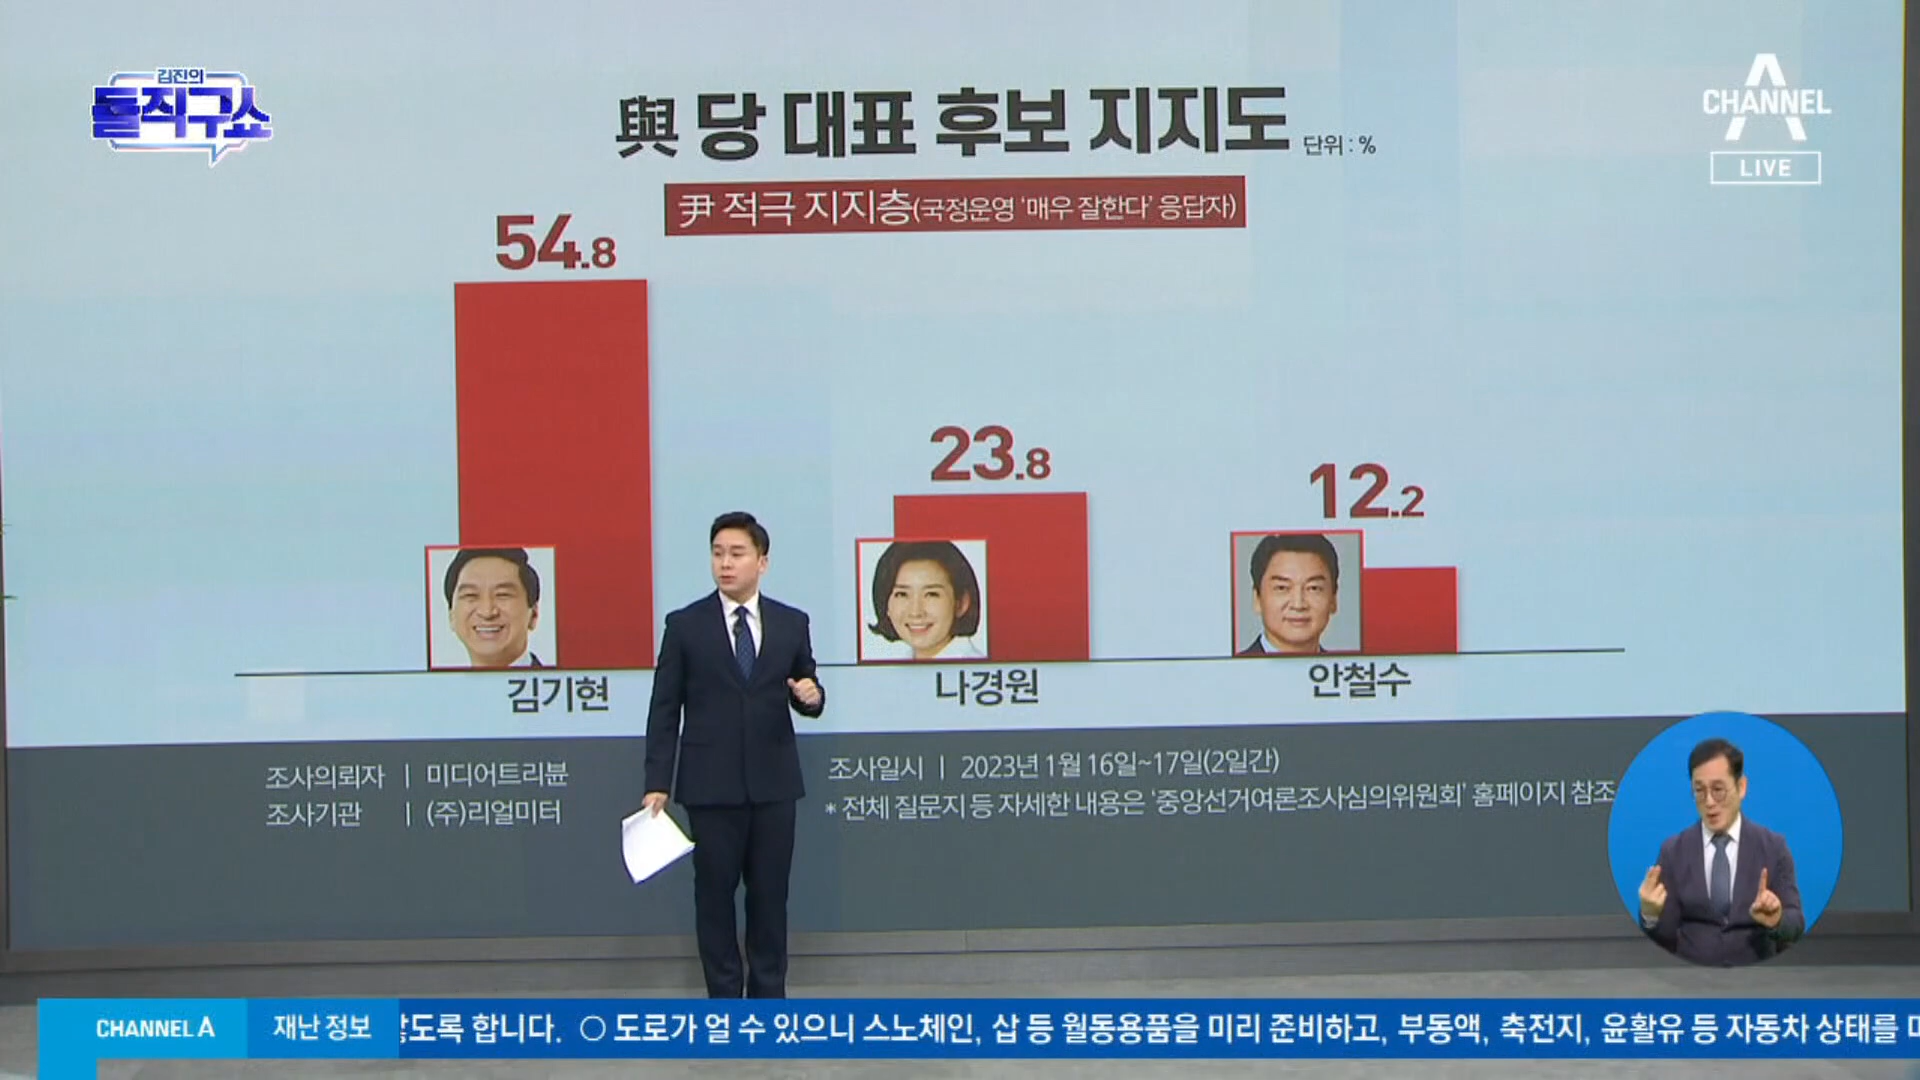 김진의
돌직구쇼
CHANNEL A
LIVE
與 당 대표 후보 지지도 단위 : %
尹 적극 지지층(국정운영 '매우 잘한다' 응답자)
54.8
23.8
12.2
김기현
나경원
안철수
조사의뢰자 | 미디어트리뷴
조사기관 | (주)리얼미터
조사일시 | 2023년 1월 16일~17일(2일간)
* 전체 질문지 등 자세한 내용은 '중앙선거여론조사심의위원회' 홈페이지 참조
CHANNEL A 재난 정보 도록 합니다. ○ 도로가 얼 수 있으니 스노체인, 삽 등 월동용품을 미리 준비하고, 부동액, 축전지, 윤활유 등 자동차 상태를